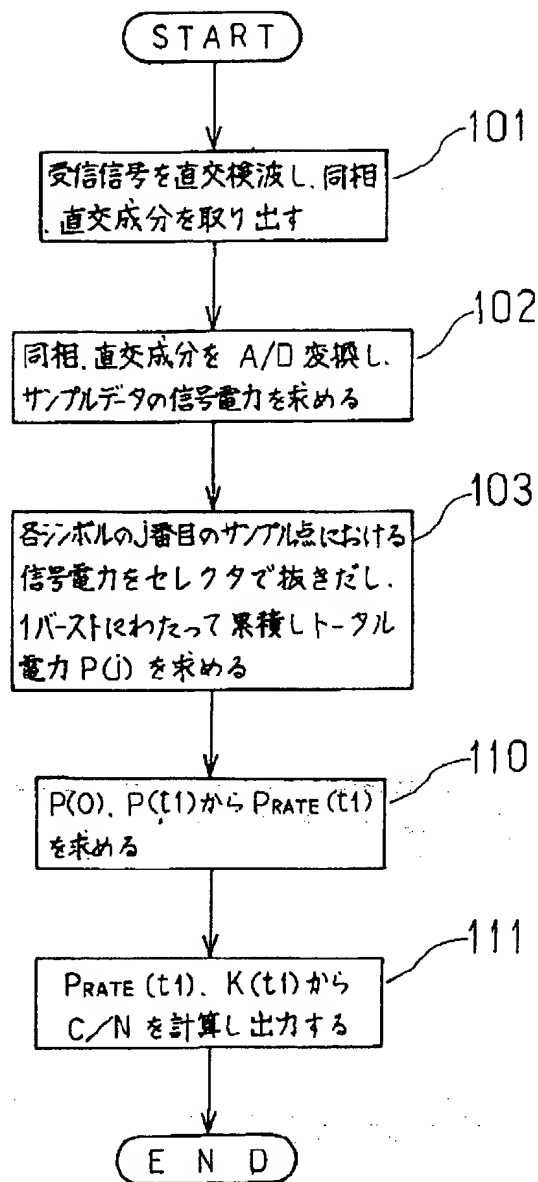 START
101
受信信号を直交検波し、同相
、直交成分を取り出す
102
同相、直交成分を A/D 変換し、
サンプルデータの信号電力を求める
103
各シンボルのj番目のサンプル点における
信号電力をセレクタで抜きだし、
1バーストにわたって累積しトータル
電力 P(j) を求める
110
P(0)、P(t1)から PRATE(t1)
を求める
111
PRATE(t1)、K(t1)から
C/N を計算し出力する
END